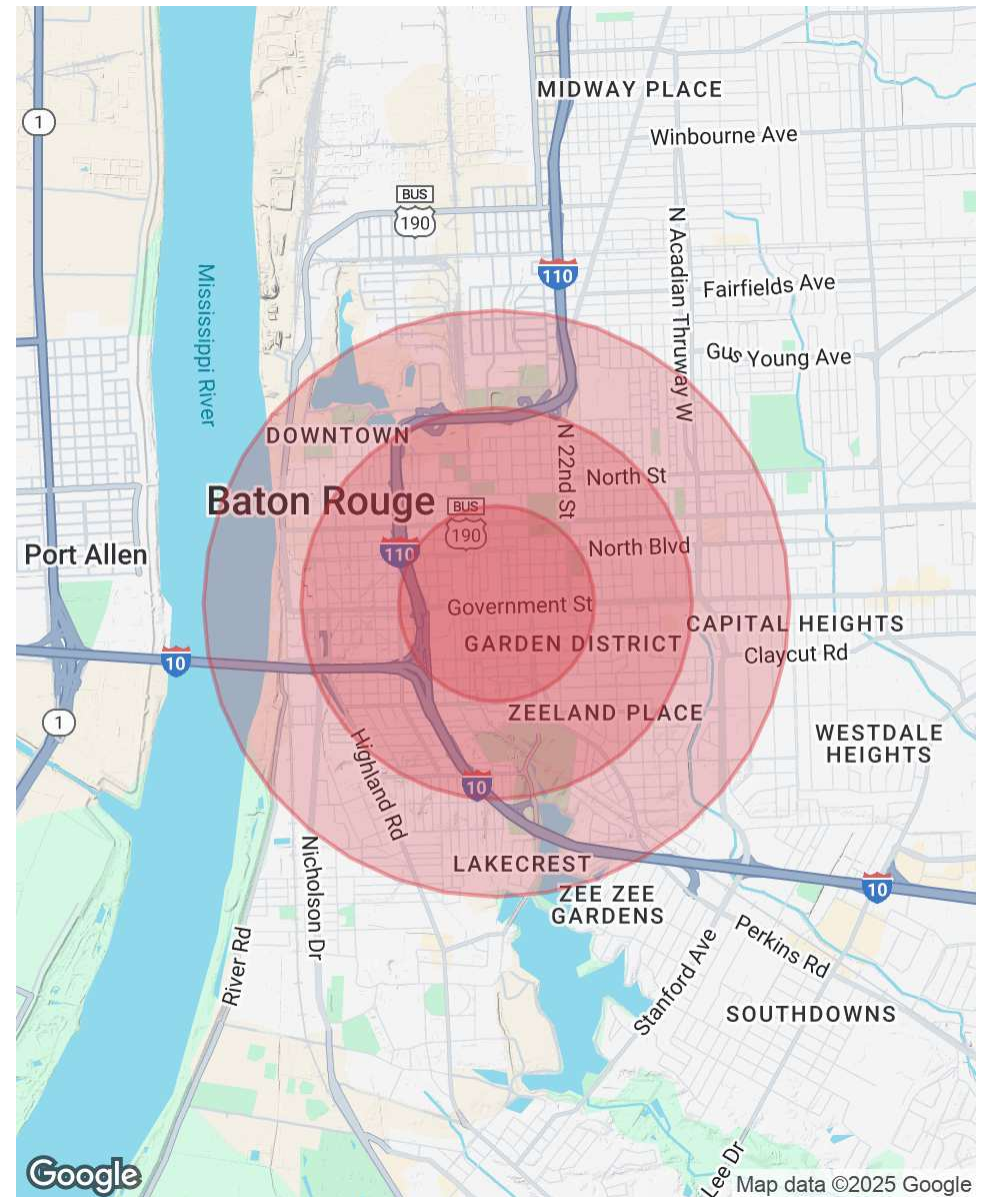 MIDWAY PLACE
1
Winbourne Ave
BUS
190
N Acadian Thruway W
Mississippi River
110
Fairfields Ave
Gus Young Ave
DOWNTOWN
N 22nd St
North St
Baton Rouge
BUS
190
North Blvd
110
Port Allen
Government St
CAPITAL HEIGHTS
GARDEN DISTRICT
Claycut Rd
10
ZEELAND PLACE
1
WESTDALE
HEIGHTS
Highland Rd
10
LAKECREST
10
ZEE ZEE
GARDENS
Nicholson Dr
River Rd
Perkins Rd
Stanford Ave
SOUTHDOWNS
Lee Dr
Google
Map data ©2025 Google